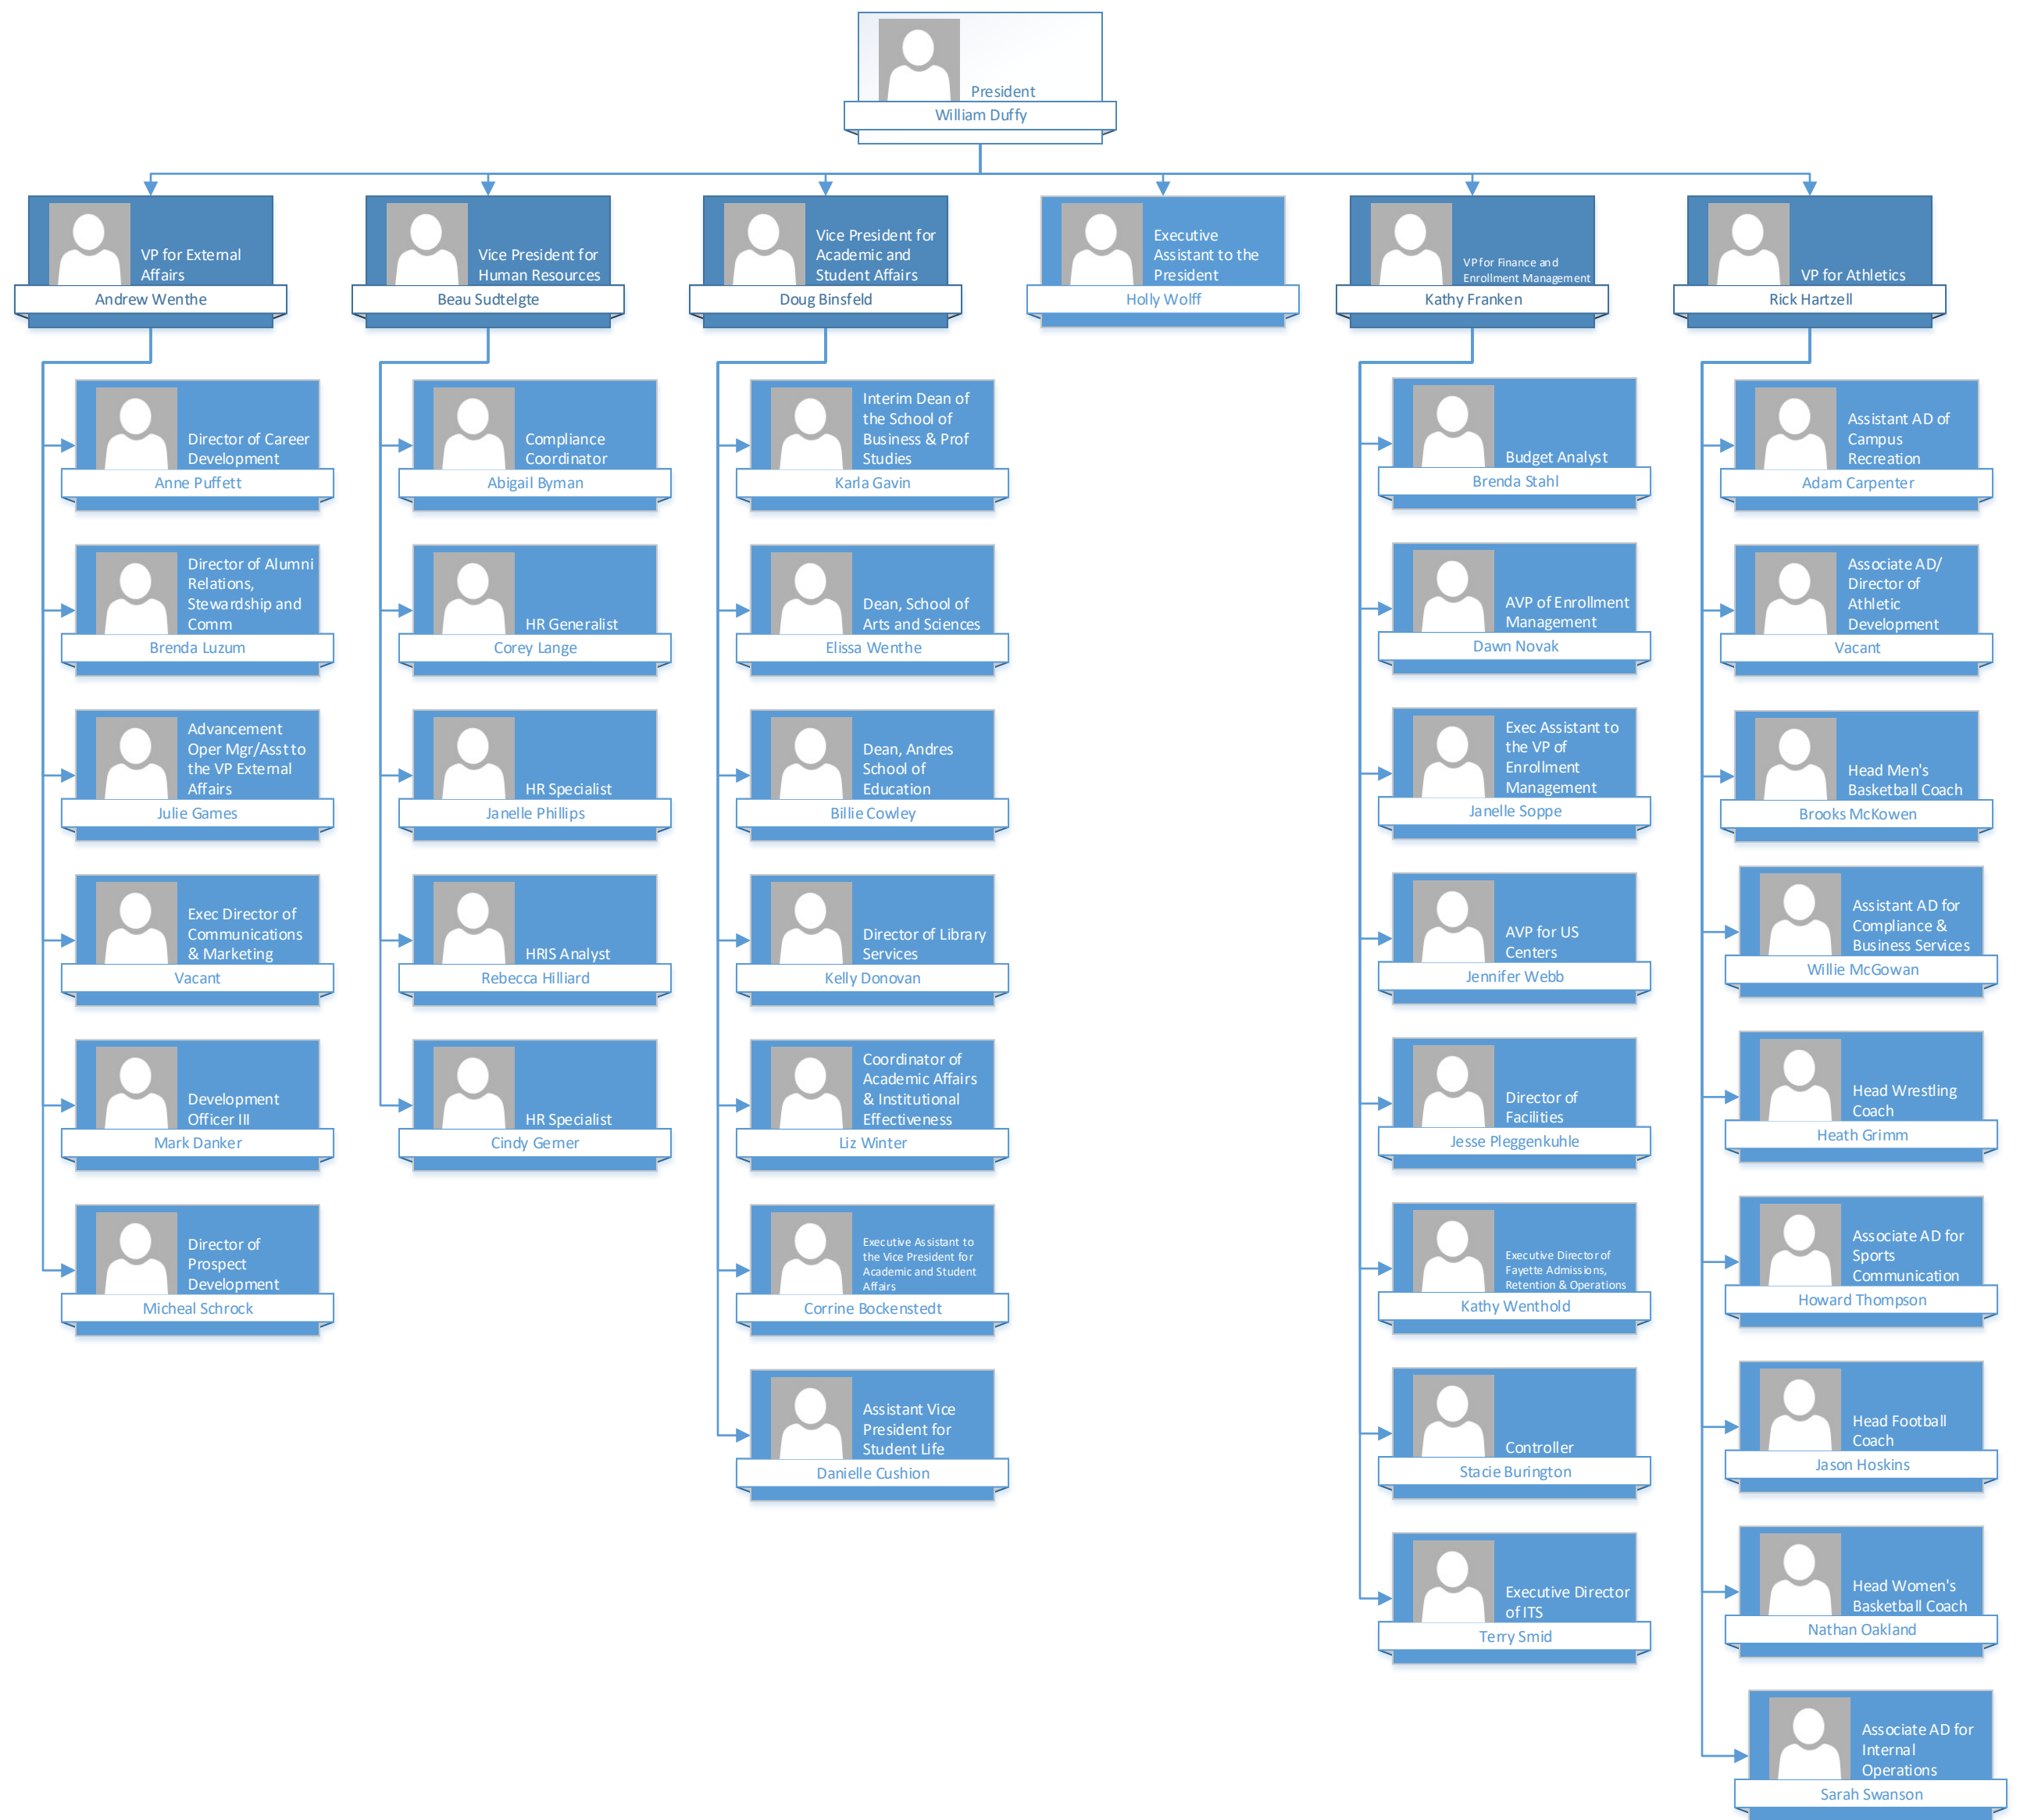 President
William Duffy
VP for External
Affairs
Andrew Wenthe
Vice President for
Human Resources
Beau Sudtelgte
Vice President for
Academic and
Student Affairs
Doug Binsfeld
Executive
Assistant to the
President
Holly Wolff
VP for Finance and
Enrollment Management
Kathy Franken
VP for Athletics
Rick Hartzell
Director of Career
Development
Anne Puffett
Director of Alumni
Relations,
Stewardship and
Comm
Brenda Luzum
Advancement
Oper Mgr/Asst to
the VP External
Affairs
Julie Games
Exec Director of
Communications
& Marketing
Vacant
Development
Officer III
Mark Danker
Director of
Prospect
Development
Micheal Schrock
Compliance
Coordinator
Abigail Byman
HR Generalist
Corey Lange
HR Specialist
Janelle Phillips
HRIS Analyst
Rebecca Hilliard
HR Specialist
Cindy Gerner
Interim Dean of
the School of
Business & Prof
Studies
Karla Gavin
Dean, School of
Arts and Sciences
Elissa Wenthe
Dean, Andres
School of
Education
Billie Cowley
Director of Library
Services
Kelly Donovan
Coordinator of
Academic Affairs
& Institutional
Effectiveness
Liz Winter
Executive Assistant to
the Vice President for
Academic and Student
Affairs
Corrine Bockenstedt
Assistant Vice
President for
Student Life
Danielle Cushion
Budget Analyst
Brenda Stahl
AVP of Enrollment
Management
Dawn Novak
Exec Assistant to
the VP of
Enrollment
Management
Janelle Soppe
AVP for US
Centers
Jennifer Webb
Director of
Facilities
Jesse Pleggenkuhle
Executive Director of
Fayette Admissions,
Retention & Operations
Kathy Wenthold
Controller
Stacie Burington
Executive Director
of ITS
Terry Smid
Assistant AD of
Campus
Recreation
Adam Carpenter
Associate AD/
Director of
Athletic
Development
Vacant
Head Men's
Basketball Coach
Brooks McKowen
Assistant AD for
Compliance &
Business Services
Willie McGowan
Head Wrestling
Coach
Heath Grimm
Associate AD for
Sports
Communication
Howard Thompson
Head Football
Coach
Jason Hoskins
Head Women's
Basketball Coach
Nathan Oakland
Associate AD for
Internal
Operations
Sarah Swanson